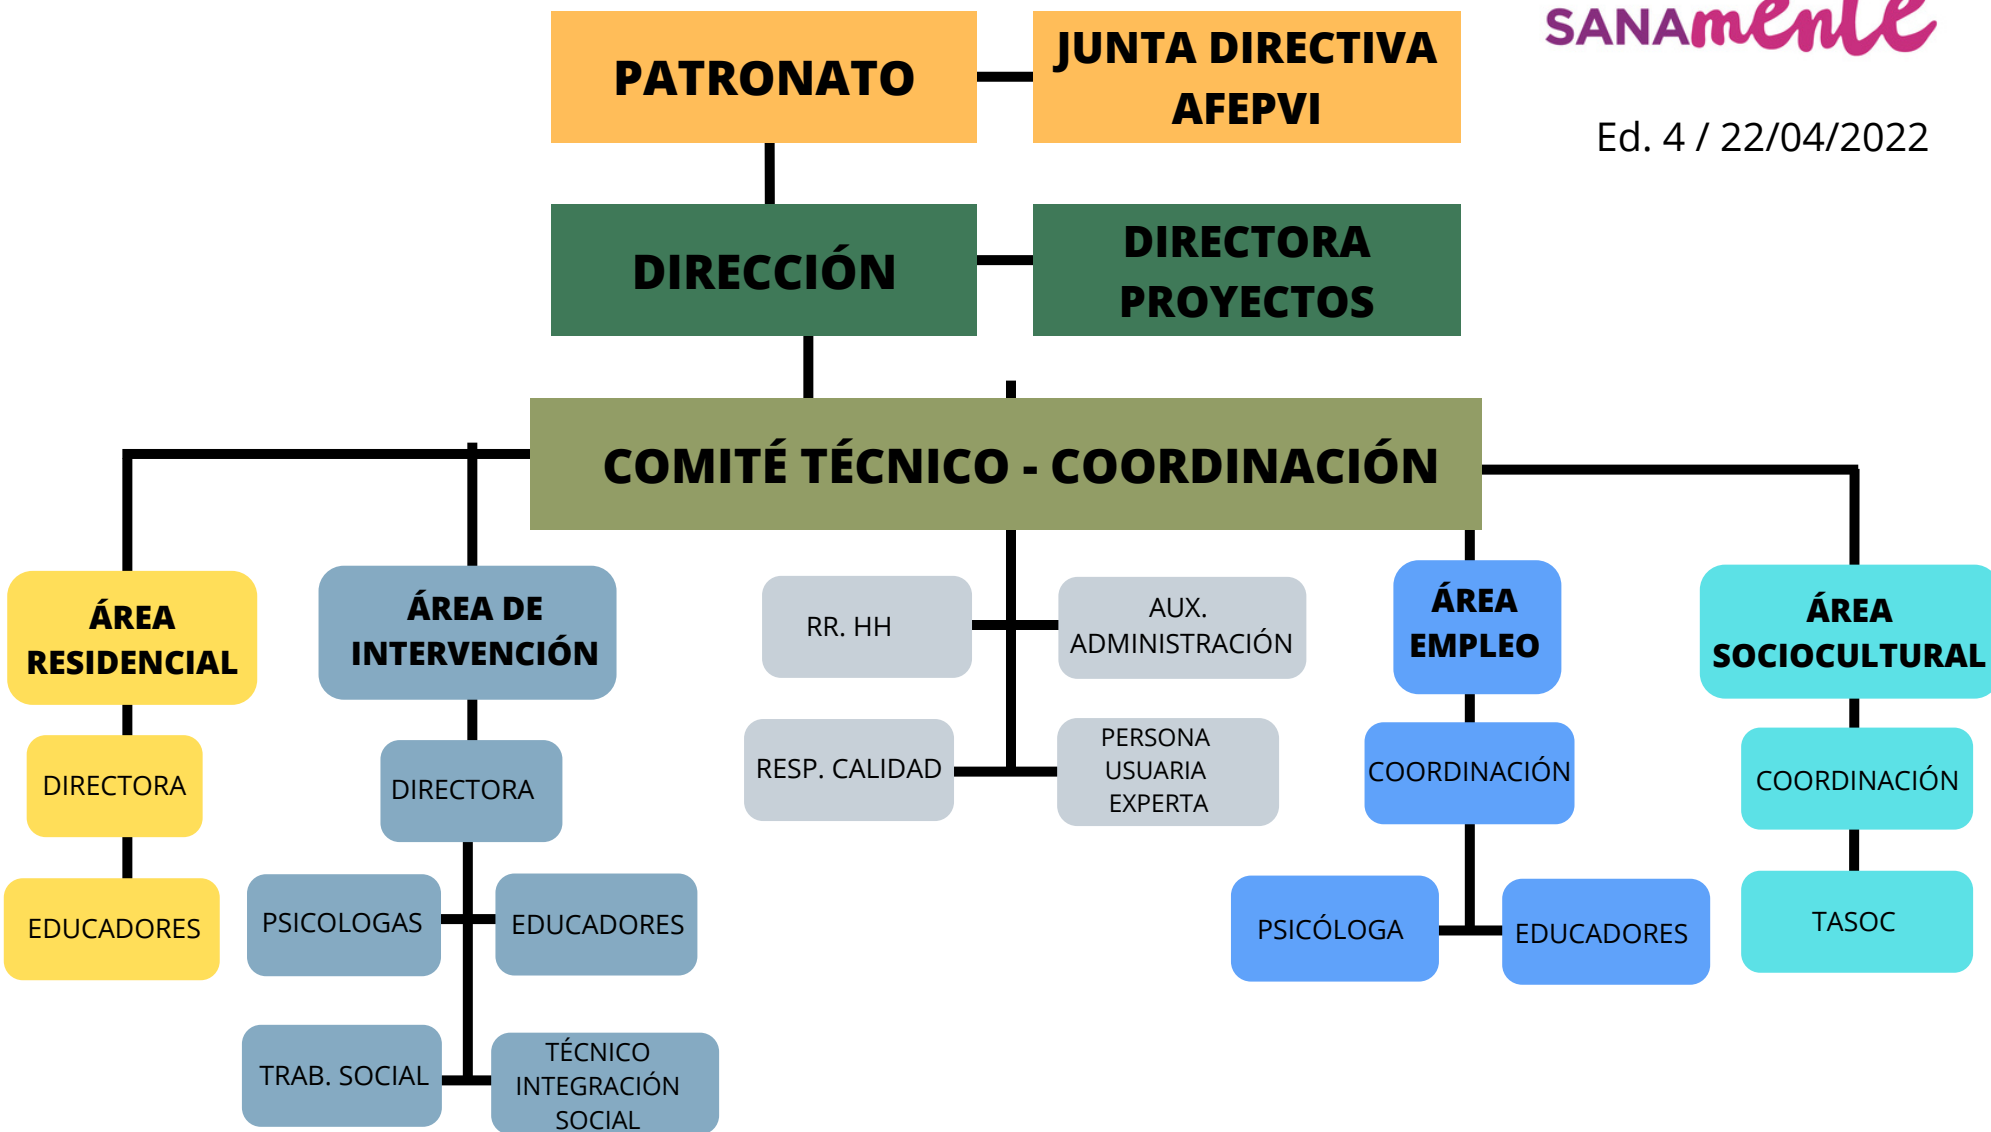 SANAmente
Ed. 4 / 22/04/2022
PATRONATO
JUNTA DIRECTIVA
AFEPVI
DIRECCIÓN
DIRECTORA
PROYECTOS
COMITÉ TÉCNICO - COORDINACIÓN
ÁREA
RESIDENCIAL
DIRECTORA
EDUCADORES
ÁREA DE
INTERVENCIÓN
DIRECTORA
PSICOLOGAS
EDUCADORES
TRAB. SOCIAL
TÉCNICO
INTEGRACIÓN
SOCIAL
RR. HH
AUX.
ADMINISTRACIÓN
RESP. CALIDAD
PERSONA
USUARIA
EXPERTA
ÁREA
EMPLEO
COORDINACIÓN
PSICÓLOGA
EDUCADORES
ÁREA
SOCIOCULTURAL
COORDINACIÓN
TASOC